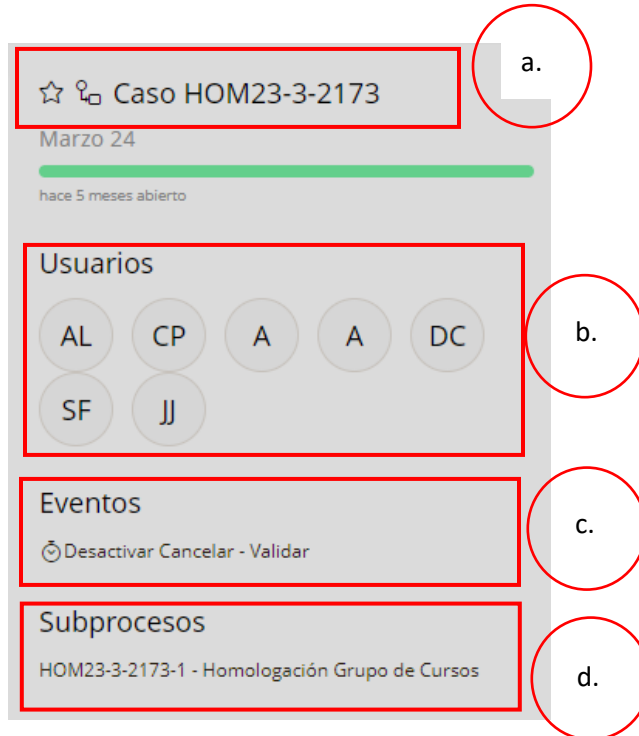 a.
Caso HOM23-3-2173
Marzo 24
hace 5 meses abierto
Usuarios
AL CP A A DC
SF JJ
b.
Eventos
Desactivar Cancelar - Validar
c.
Subprocesos
HOM23-3-2173-1 - Homologación Grupo de Cursos
d.